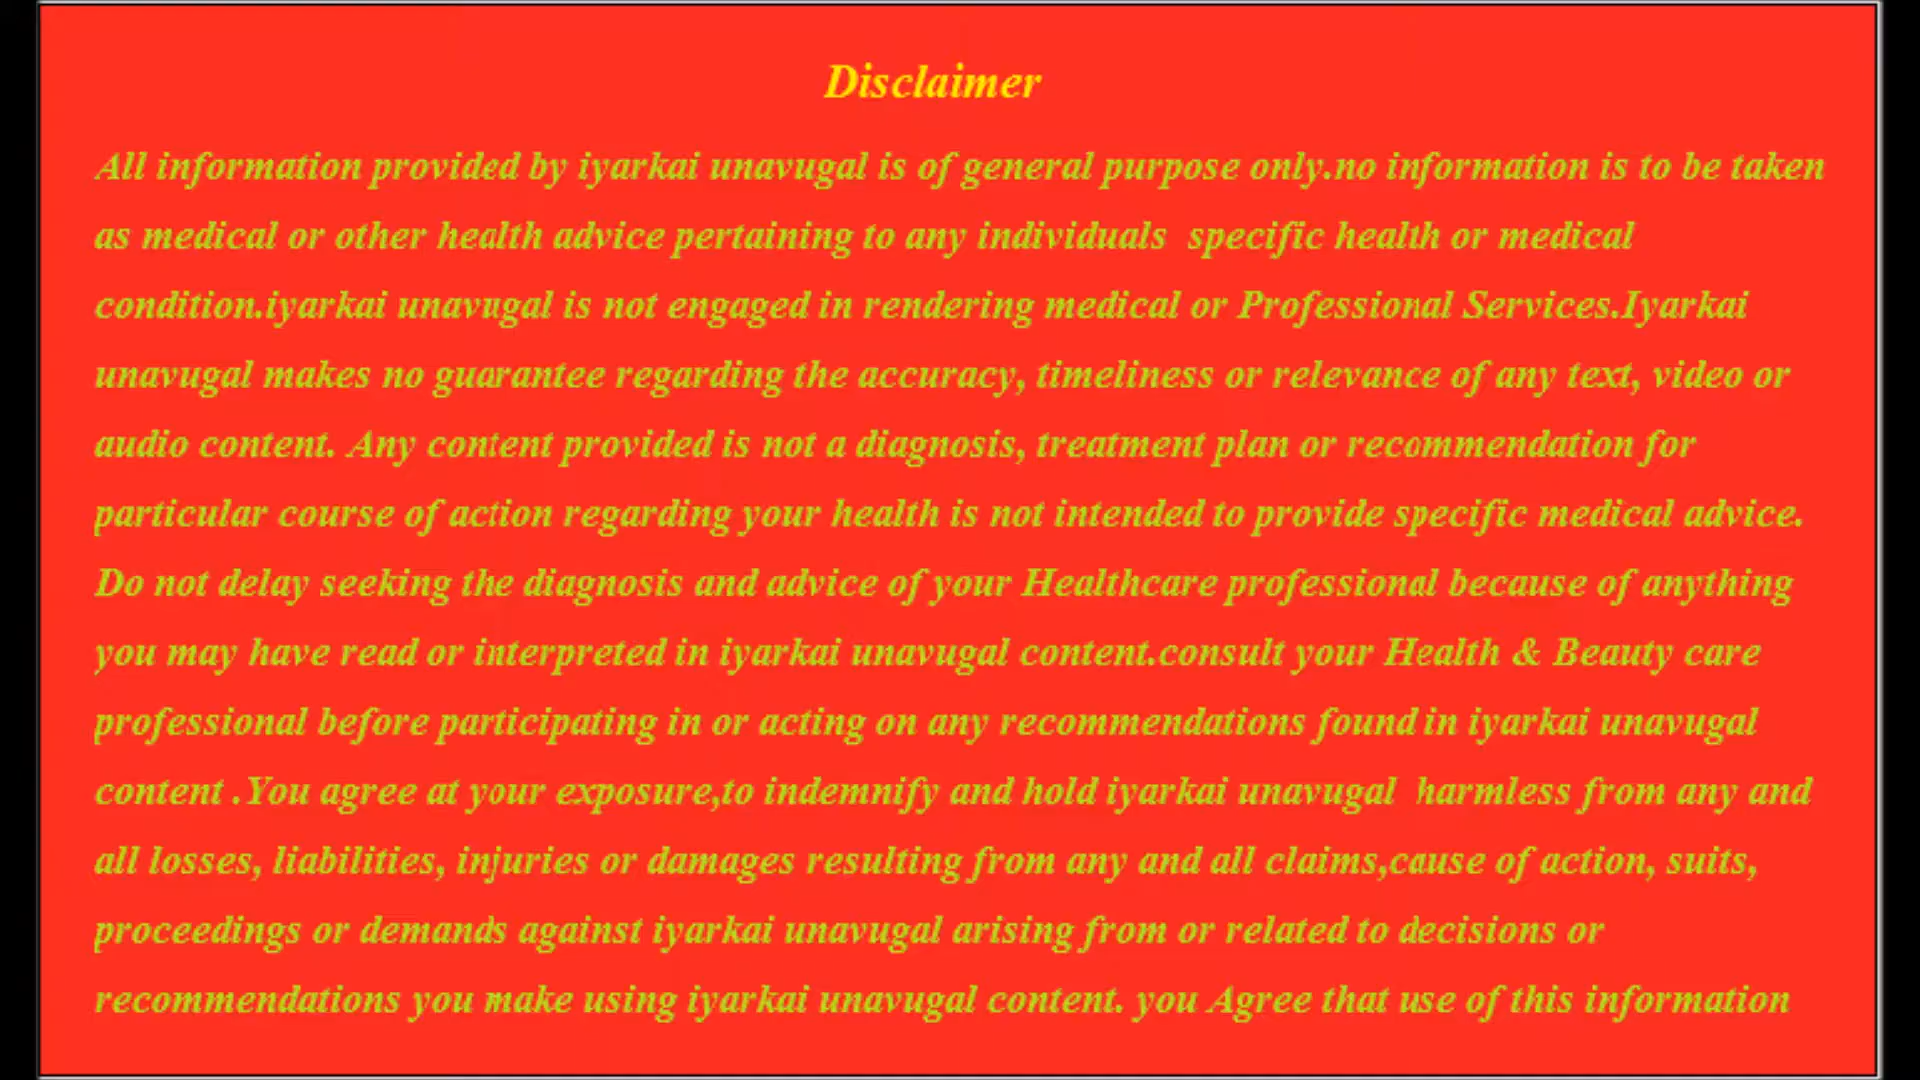 Disclaimer
All information provided by iyarkai unavugal is of general purpose only.no information is to be taken
as medical or other health advice pertaining to any individuals  specific health or medical
condition.iyarkai unavugal is not engaged in rendering medical or Professional Services.Iyarkai
unavugal makes no guarantee regarding the accuracy, timeliness or relevance of any text, video or
audio content. Any content provided is not a diagnosis, treatment plan or recommendation for
particular course of action regarding your health is not intended to provide specific medical advice.
Do not delay seeking the diagnosis and advice of your Healthcare professional because of anything
you may have read or interpreted in iyarkai unavugal content.consult your Health & Beauty care
professional before participating in or acting on any recommendations found in iyarkai unavugal
content .You agree at your exposure,to indemnify and hold iyarkai unavugal  harmless from any and
all losses, liabilities, injuries or damages resulting from any and all claims,cause of action, suits,
proceedings or demands against iyarkai unavugal arising from or related to decisions or
recommendations you make using iyarkai unavugal content. you Agree that use of this information